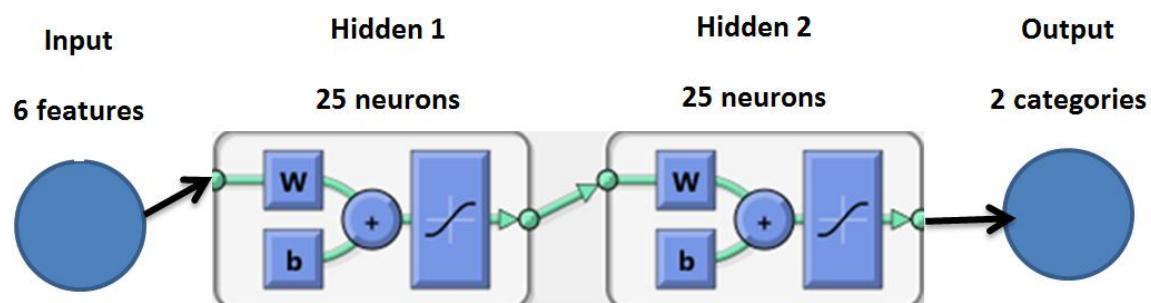 Input
Hidden 1
Hidden 2
Output
6 features
25 neurons
25 neurons
2 categories
W
b
+
W
b
+